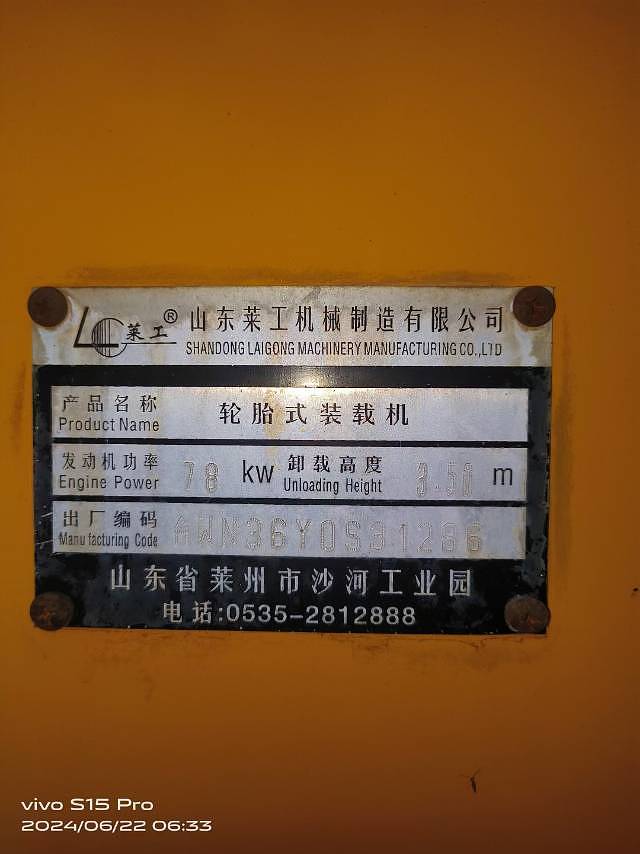 莱工® 山东莱工机械制造有限公司
SHANDONG LAIGONG MACHINERY MANUFACTURING CO.,LTD
产品名称 轮胎式装载机
Product Name
发动机功率 78 kw 卸载高度 3.50 m
Engine Power Unloading Height
出厂编码 N36Y0S31286
Manufacturing Code
山东省莱州市沙河工业园
电话:0535-2812888
vivo S15 Pro
2024/06/22 06:33